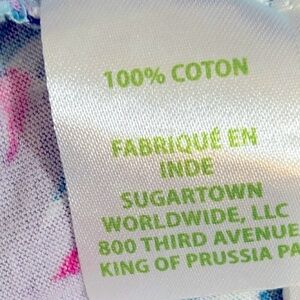 100% COTON
FABRIQUÉ EN
INDE
SUGARTOWN
WORLDWIDE, LLC
800 THIRD AVENUE
KING OF PRUSSIA PA